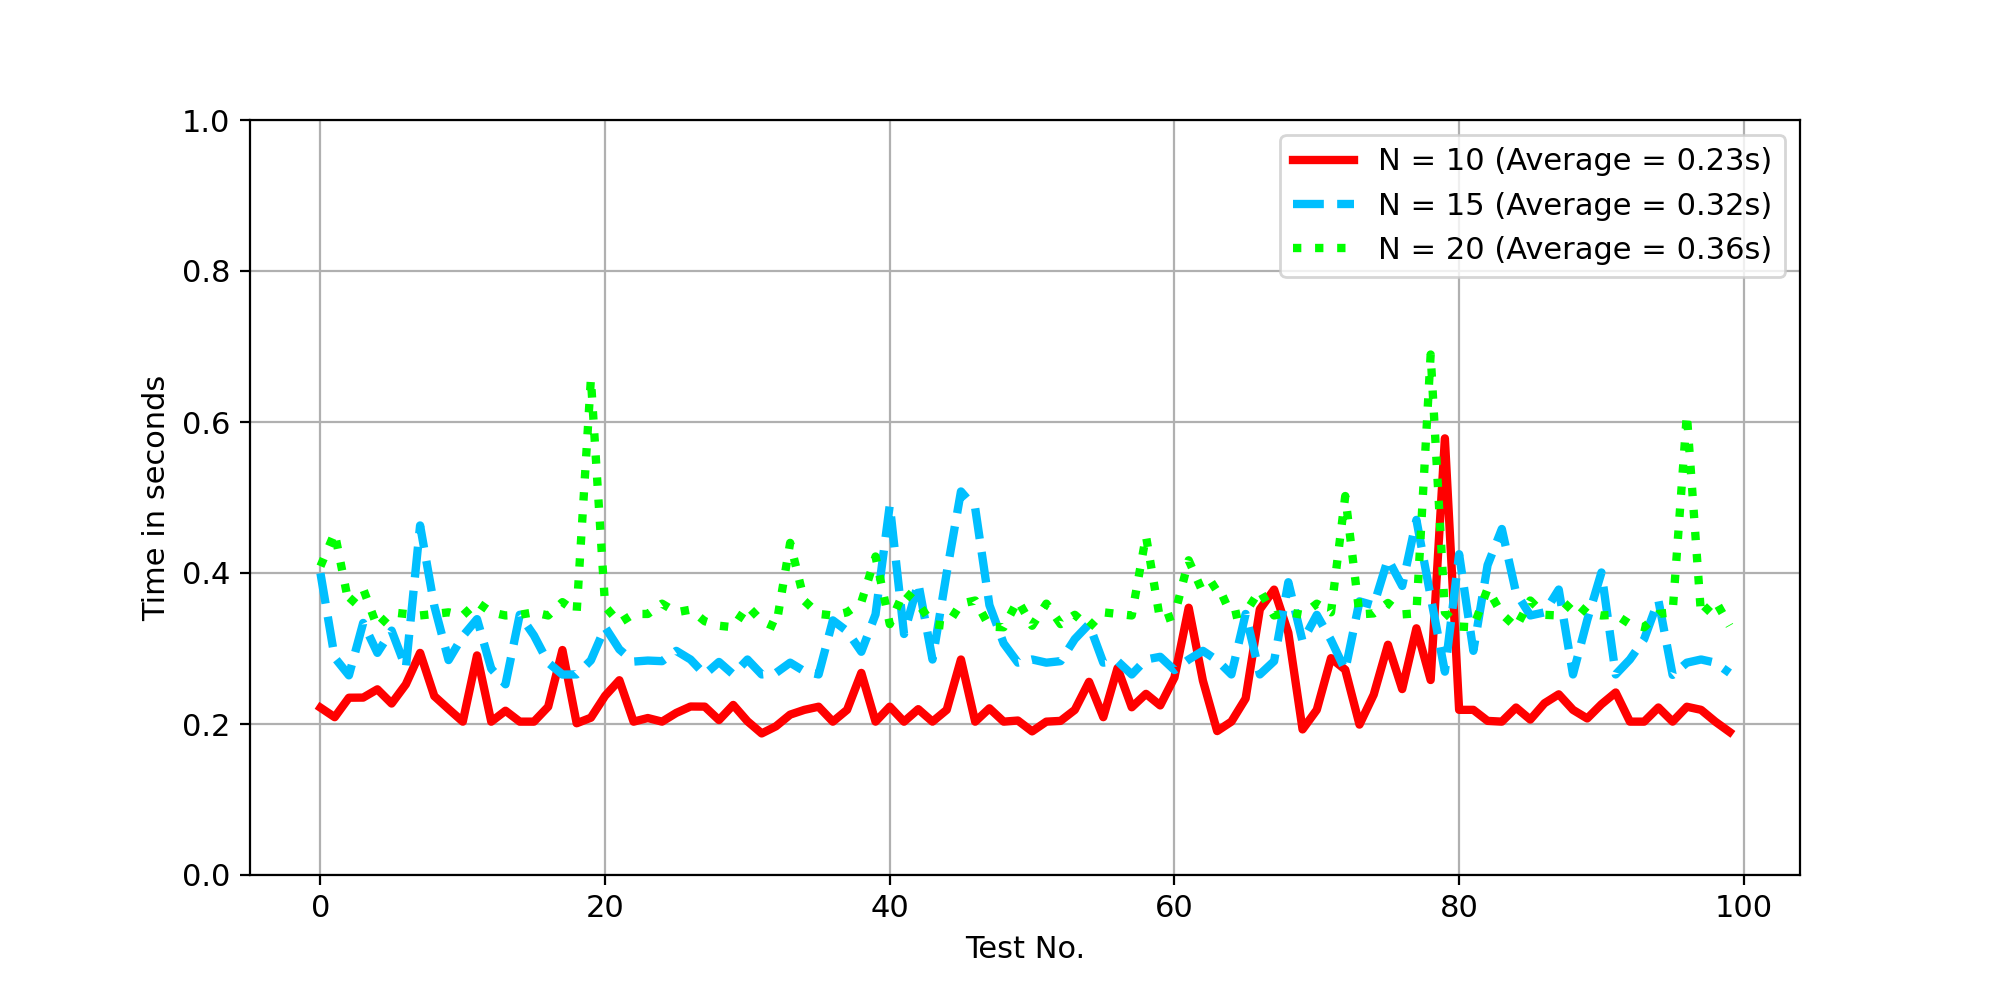 1.0
0.8
0.6
0.4
0.2
0.0
Time in seconds
N = 10 (Average = 0.23s)
N = 15 (Average = 0.32s)
N = 20 (Average = 0.36s)
0 20 40 60 80 100
Test No.